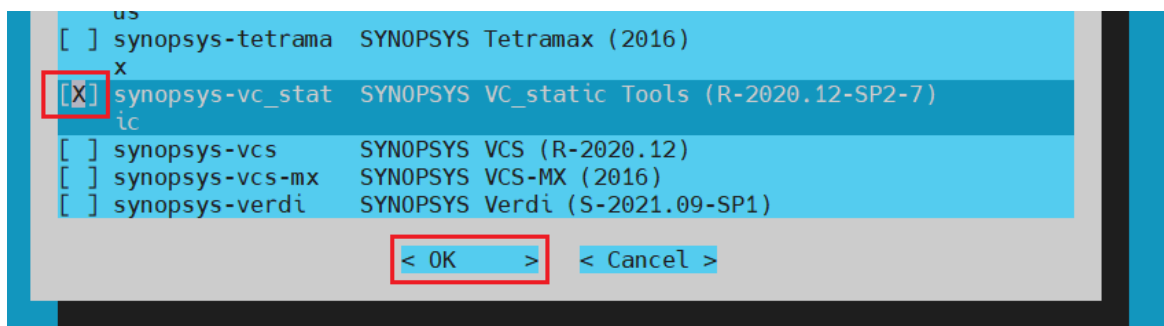 us
[ ] synopsys-tetrama SYNOPSYS Tetramax (2016)
x
[X] synopsys-vc_stat SYNOPSYS VC_static Tools (R-2020.12-SP2-7)
ic
[ ] synopsys-vcs SYNOPSYS VCS (R-2020.12)
[ ] synopsys-vcs-mx SYNOPSYS VCS-MX (2016)
[ ] synopsys-verdi SYNOPSYS Verdi (S-2021.09-SP1)
< OK > < Cancel >